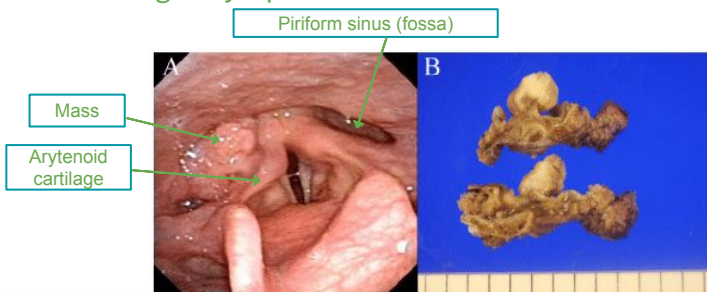 Piriform sinus (fossa)
A
B
Mass
Arytenoid
cartilage